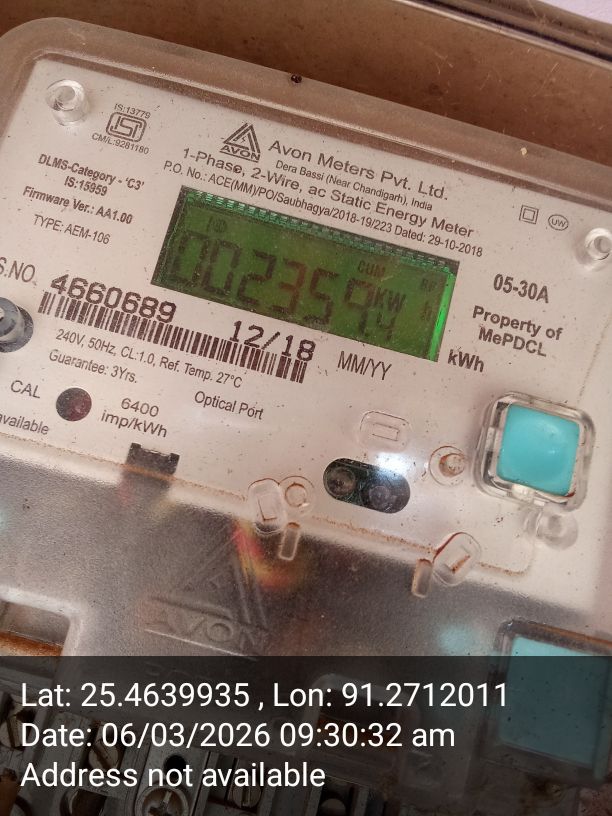 IS:13779
CM/L:9281180
AVON
Avon Meters Pvt. Ltd.
Dera Bassi (Near Chandigarh), India
1-Phase, 2-Wire, ac Static Energy Meter
P.O. No.: ACE(MM)/PO/Saubhagya/2018-19/223 Dated: 29-10-2018
DLMS-Category - 'C3'
IS:15959
Firmware Ver.: AA1.00
TYPE: AEM-106
UW
CUM
002359.4 KW
05-30A
Property of
MePDCL
S.NO. 4660689 12/18 MM/YY
kWh
240V, 50Hz, CL:1.0, Ref. Temp. 27°C
Guarantee: 3Yrs.
Optical Port
CAL 6400
imp/kWh
available
AVON
Lat: 25.4639935 , Lon: 91.2712011
Date: 06/03/2026 09:30:32 am
Address not available